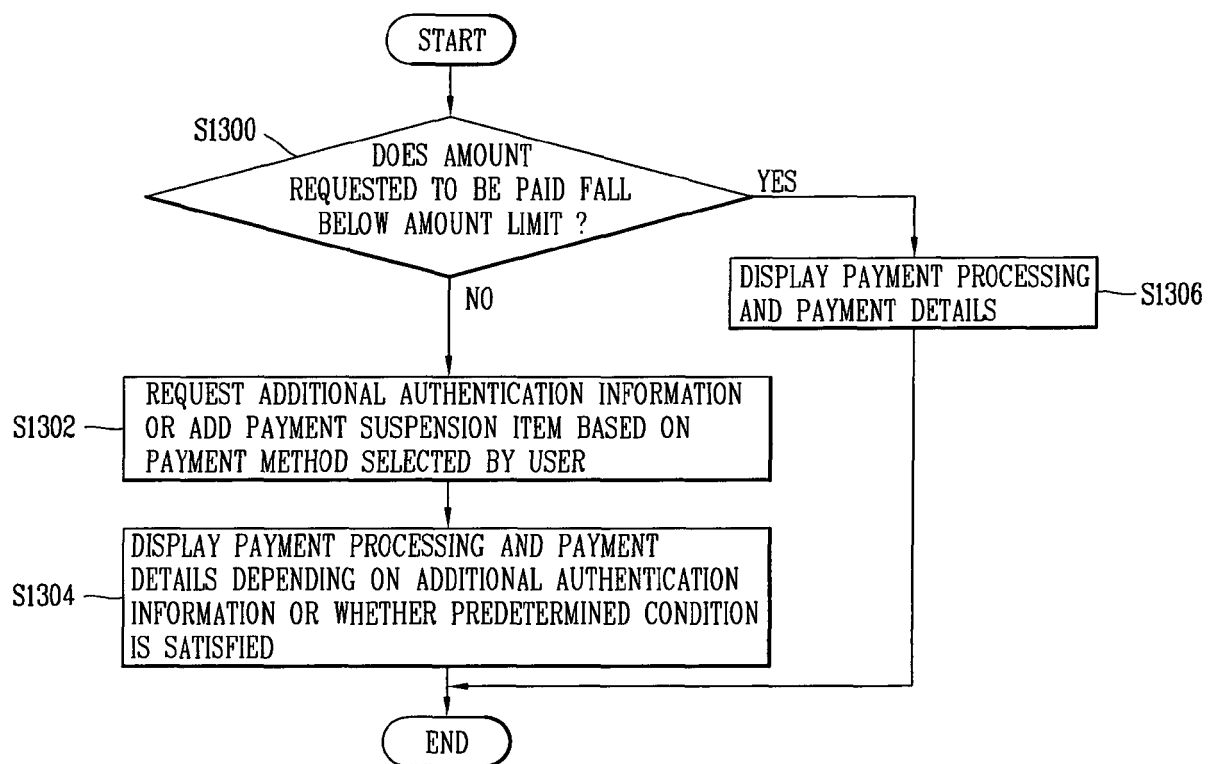 START
S1300
DOES AMOUNT
REQUESTED TO BE PAID FALL
BELOW AMOUNT LIMIT ?
YES
NO
DISPLAY PAYMENT PROCESSING
AND PAYMENT DETAILS
S1306
S1302
REQUEST ADDITIONAL AUTHENTICATION INFORMATION
OR ADD PAYMENT SUSPENSION ITEM BASED ON
PAYMENT METHOD SELECTED BY USER
S1304
DISPLAY PAYMENT PROCESSING AND PAYMENT
DETAILS DEPENDING ON ADDITIONAL AUTHENTICATION
INFORMATION OR WHETHER PREDETERMINED CONDITION
IS SATISFIED
END